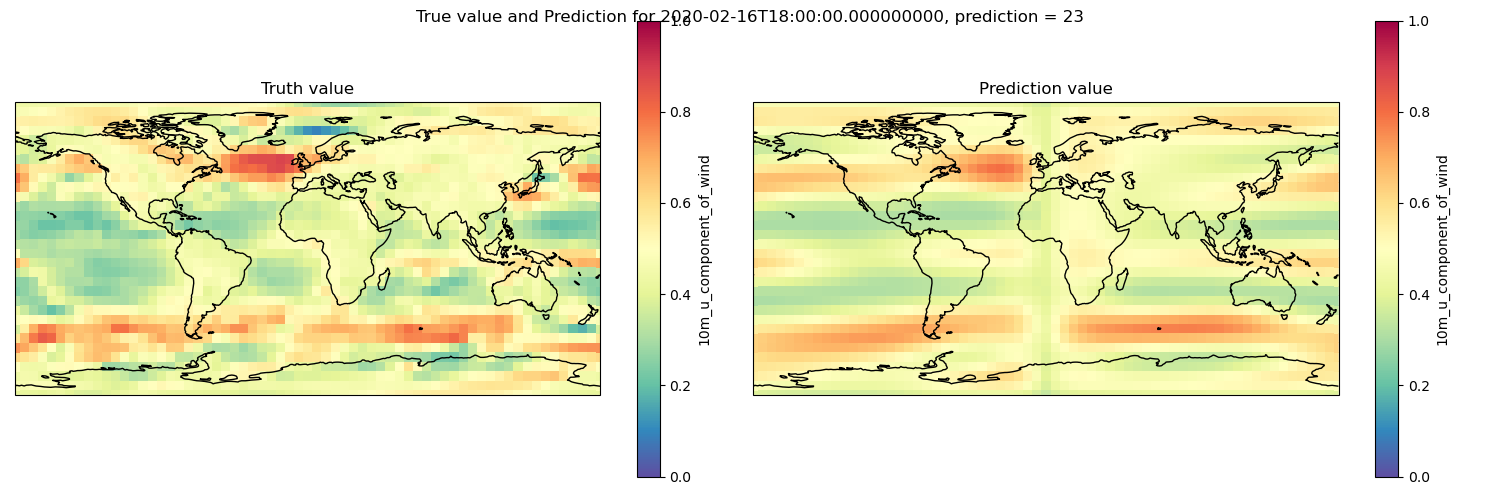 True value and Prediction for 2020-02-16T18:00:00.000000000, prediction = 23
Truth value
Prediction value
1.0
0.8
0.6
0.4
0.2
0.0
10m_u_component_of_wind
1.0
0.8
0.6
0.4
0.2
0.0
10m_u_component_of_wind